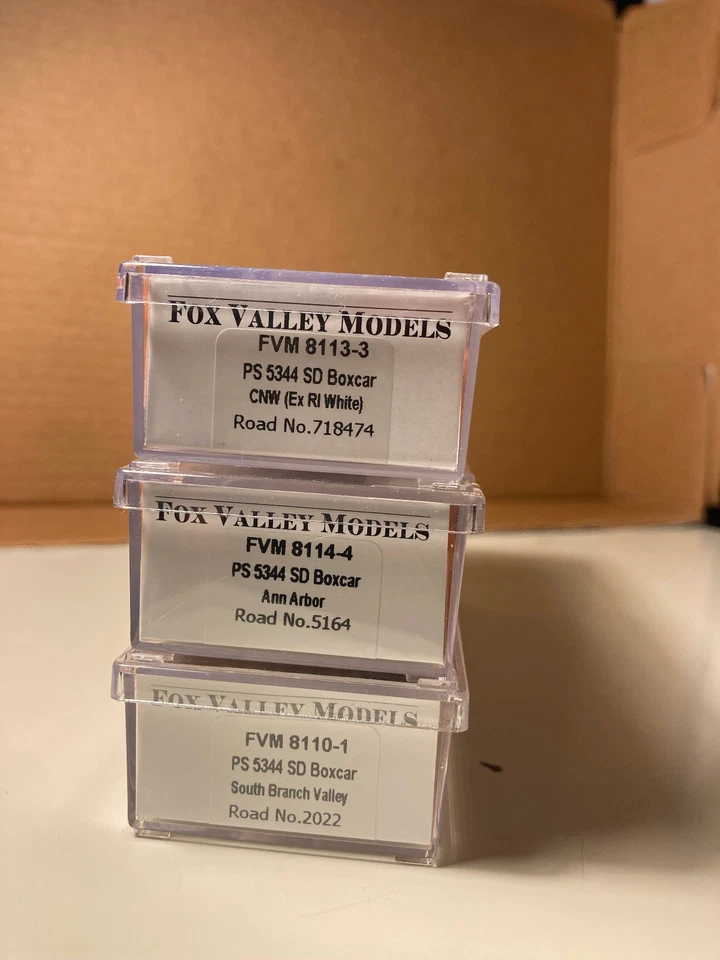 FOX VALLEY MODELS
FVM 8113-3
PS 5344 SD Boxcar
CNW (Ex RI White)
Road No.718474
FOX VALLEY MODELS
FVM 8114-4
PS 5344 SD Boxcar
Ann Arbor
Road No.5164
FOX VALLEY MODELS
FVM 8110-1
PS 5344 SD Boxcar
South Branch Valley
Road No.2022